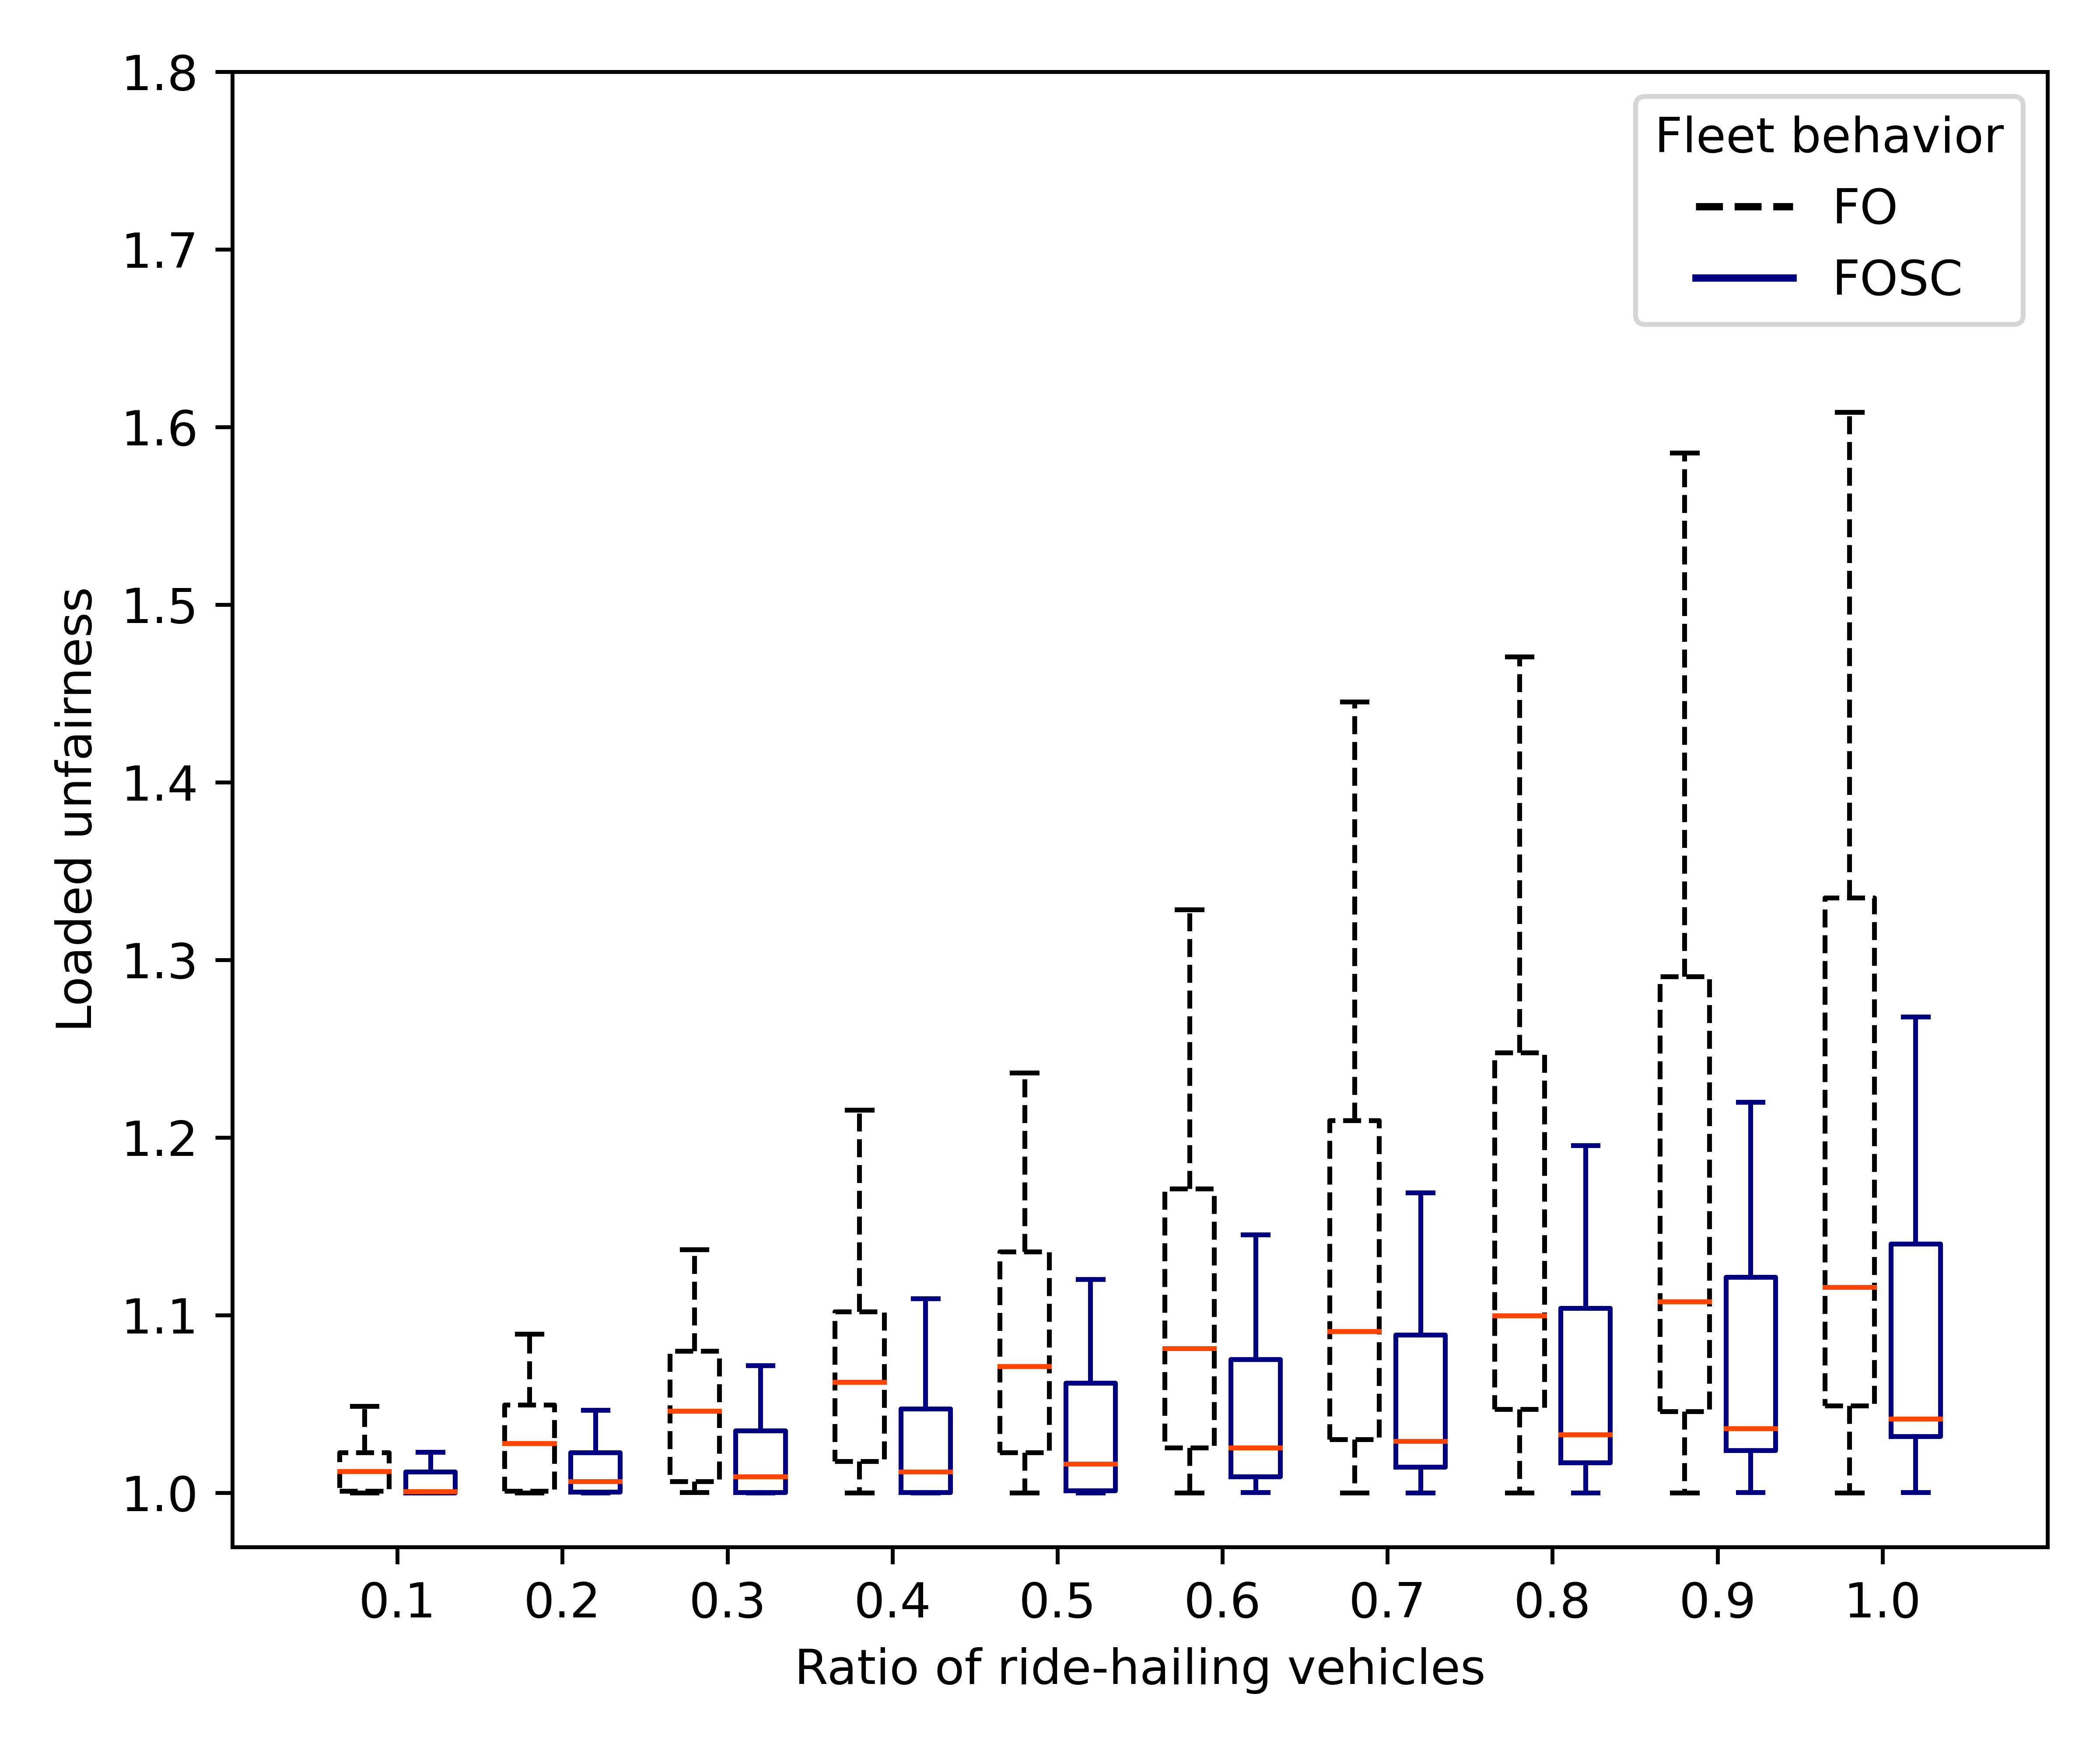 1.8
1.7
1.6
1.5
1.4
1.3
1.2
1.1
1.0
Loaded unfairness
Fleet behavior
FO
FOSC
0.1 0.2 0.3 0.4 0.5 0.6 0.7 0.8 0.9 1.0
Ratio of ride-hailing vehicles